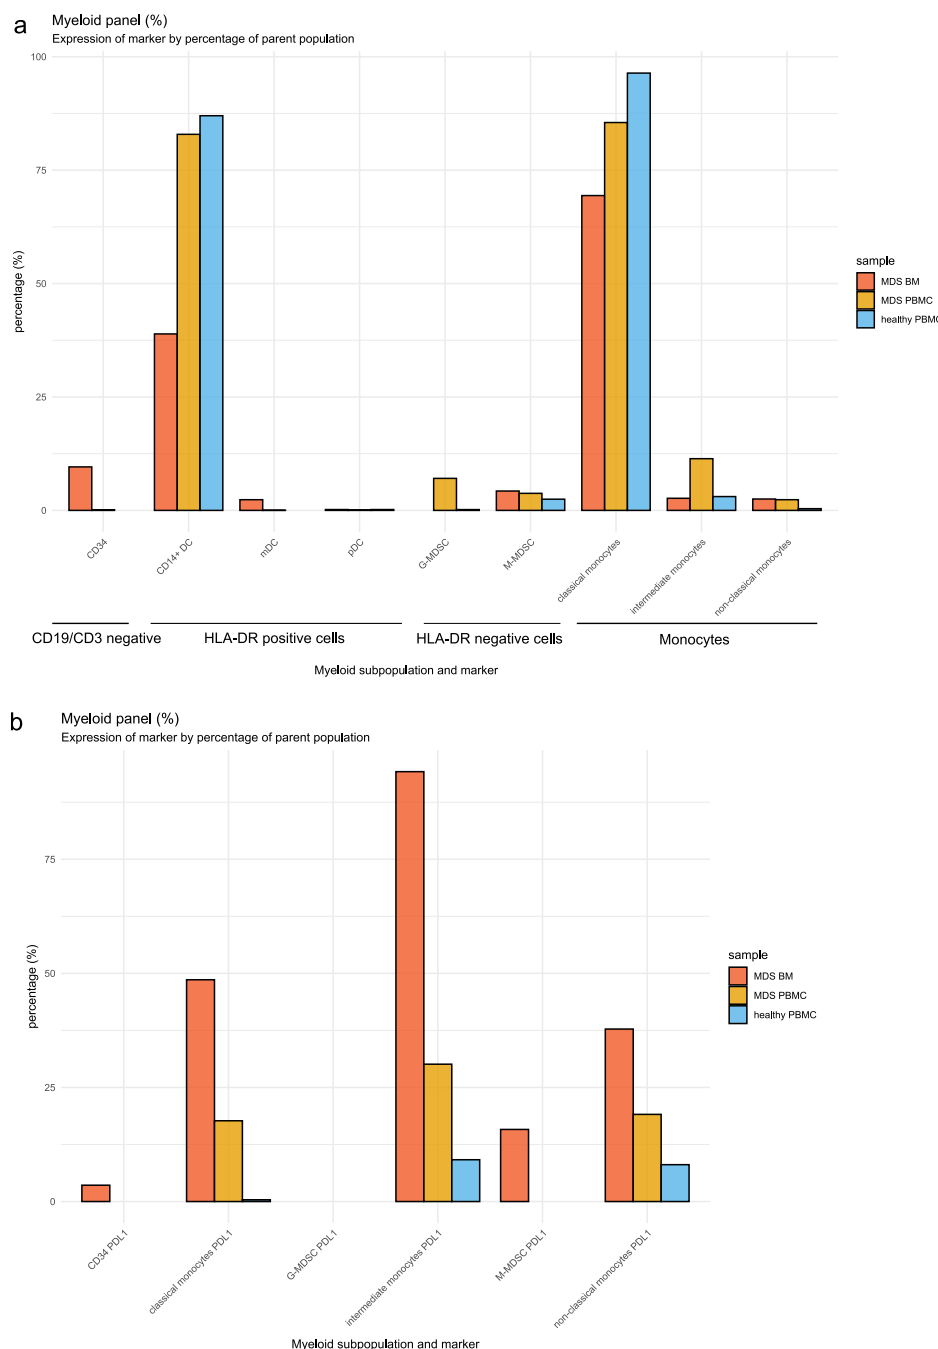 a
Myeloid panel (%)
Expression of marker by percentage of parent population
100
75
50
25
0
percentage (%)
CD34
CD14+ DC
mDC
pDC
G-MDSC
M-MDSC
classical monocytes
intermediate monocytes
non-classical monocytes
CD19/CD3 negative
HLA-DR positive cells
HLA-DR negative cells
Monocytes
Myeloid subpopulation and marker
sample
MDS BM
MDS PBMC
healthy PBMC
b
Myeloid panel (%)
Expression of marker by percentage of parent population
75
50
25
0
percentage (%)
CD34 PDL1
classical monocytes PDL1
G-MDSC PDL1
intermediate monocytes PDL1
M-MDSC PDL1
non-classical monocytes PDL1
Myeloid subpopulation and marker
sample
MDS BM
MDS PBMC
healthy PBMC